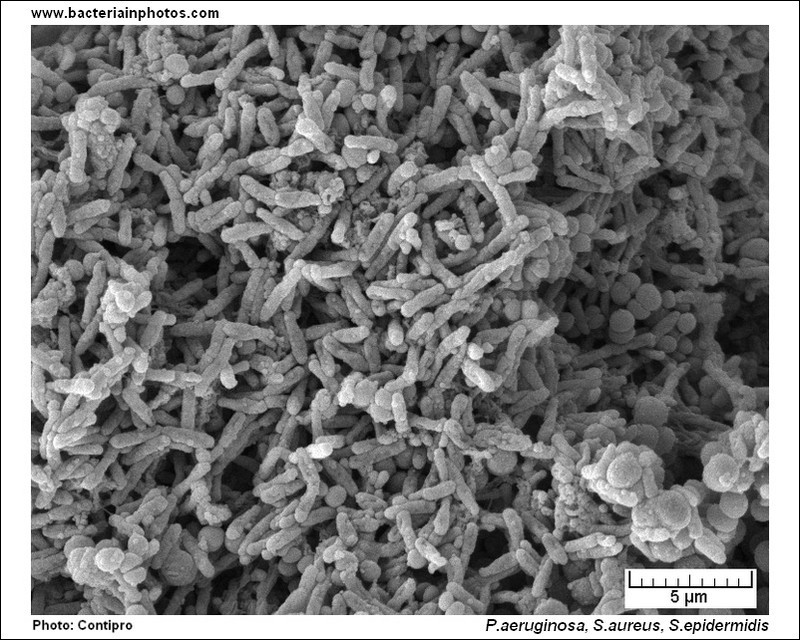 www.bacteriainphotos.com
5 µm
Photo: Contipro
P.aeruginosa, S.aureus, S.epidermidis